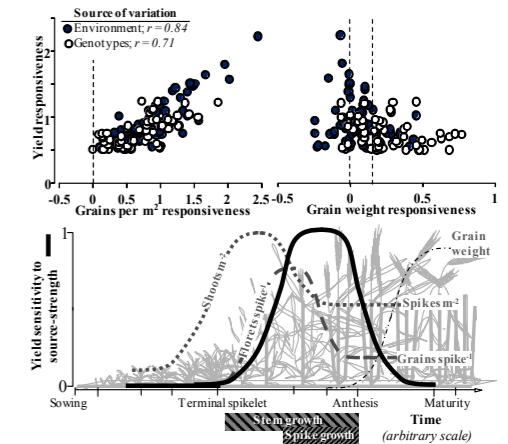 Source of variation
Environment; r = 0.84
Genotypes; r = 0.71
Yield responsiveness
2
1
0
-0.5 0 0.5 1 1.5 2 2.5
Grains per m² responsiveness
-0.5 0 0.5 1
Grain weight responsiveness
Yield sensitivity to
source-strength
1
0
Shoots m⁻²
Florets spike⁻¹
Grain
weight
Spikes m⁻²
Grains spike⁻¹
Sowing Terminal spikelet Anthesis Maturity
Stem growth
Spike growth
Time
(arbitrary scale)